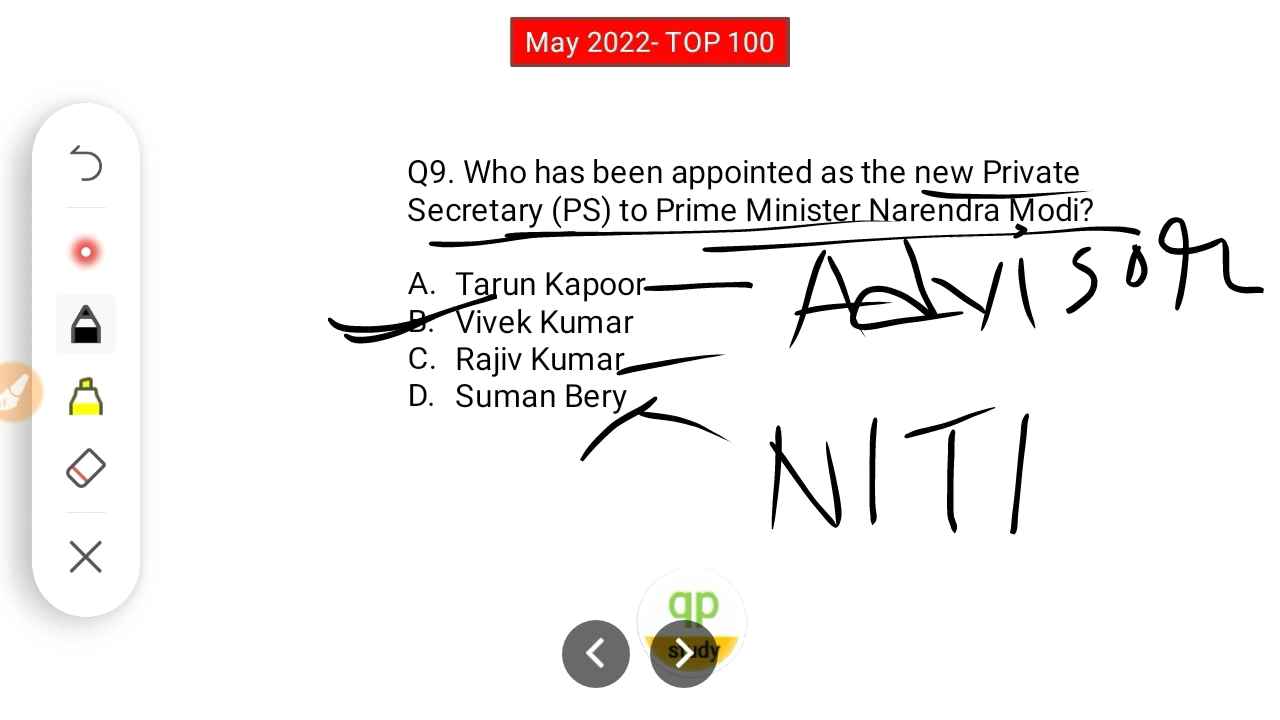 May 2022- TOP 100
Q9. Who has been appointed as the new Private
Secretary (PS) to Prime Minister Narendra Modi?
A. Tarun Kapoor
B. Vivek Kumar
C. Rajiv Kumar
D. Suman Bery
Advisor
NITI
qp
study